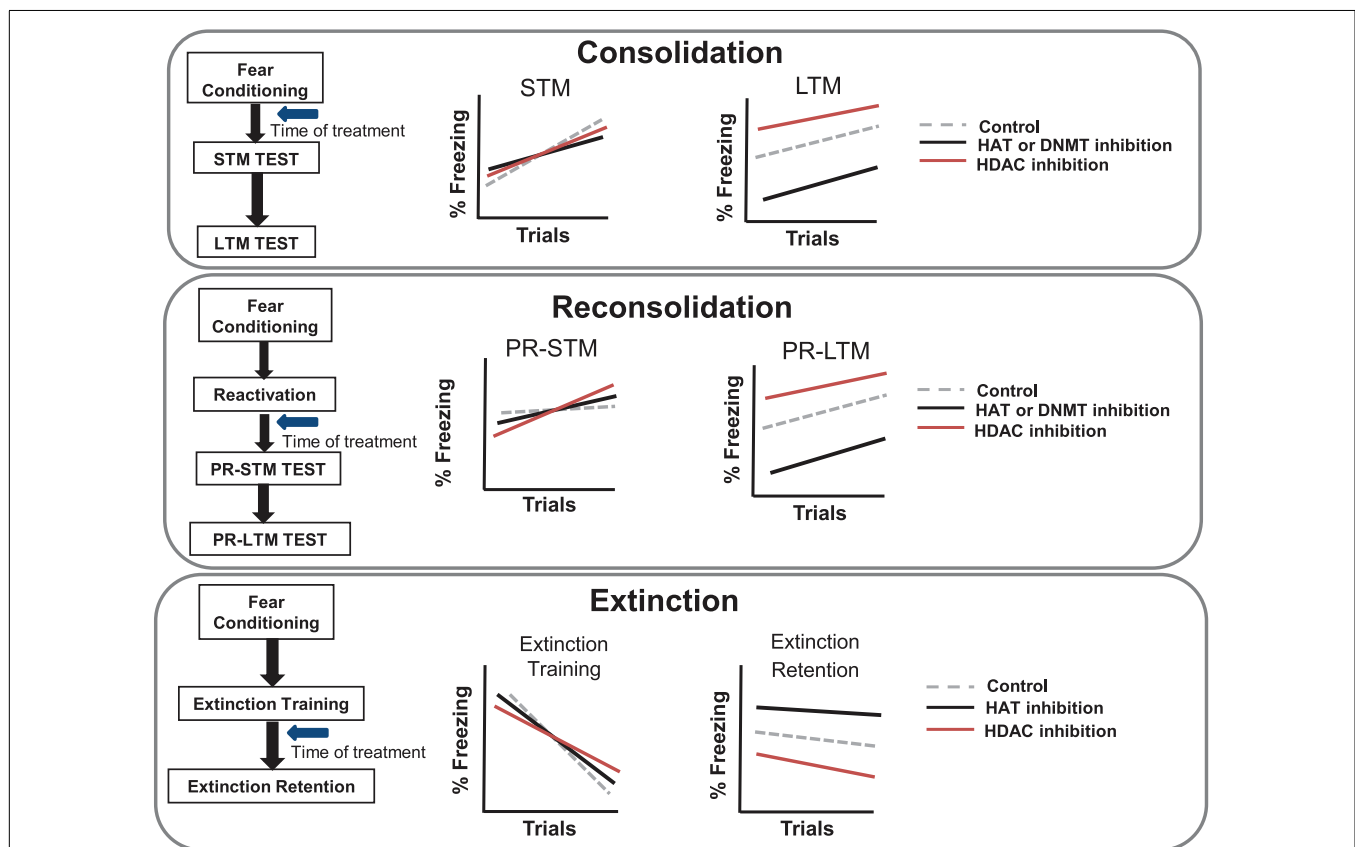 Consolidation
Fear
Conditioning
Time of treatment
STM TEST
LTM TEST
STM
% Freezing
Trials
LTM
% Freezing
Trials
Control
HAT or DNMT inhibition
HDAC inhibition
Reconsolidation
Fear
Conditioning
Reactivation
Time of treatment
PR-STM TEST
PR-LTM TEST
PR-STM
% Freezing
Trials
PR-LTM
% Freezing
Trials
Control
HAT or DNMT inhibition
HDAC inhibition
Extinction
Fear
Conditioning
Extinction Training
Time of treatment
Extinction Retention
Extinction
Training
% Freezing
Trials
Extinction
Retention
% Freezing
Trials
Control
HAT inhibition
HDAC inhibition